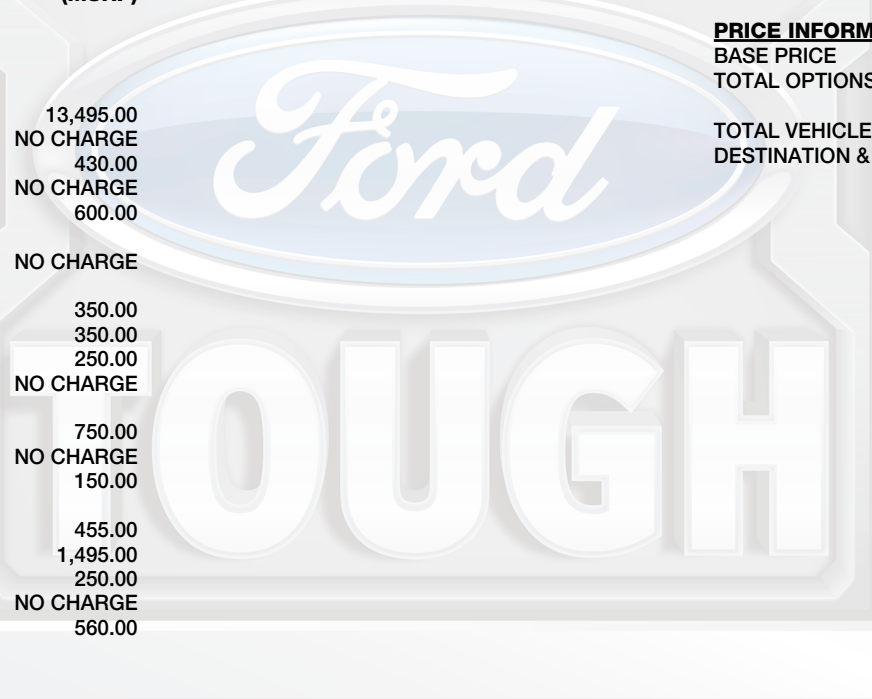 PRICE
BASE PRICE
TOTAL OPTIONS
TOTAL VEHICLE
DESTINATION &
13,495.00
NO CHARGE
430.00
NO CHARGE
600.00
NO CHARGE
350.00
350.00
250.00
NO CHARGE
750.00
NO CHARGE
150.00
455.00
1,495.00
250.00
NO CHARGE
560.00
Ford
TOUGH